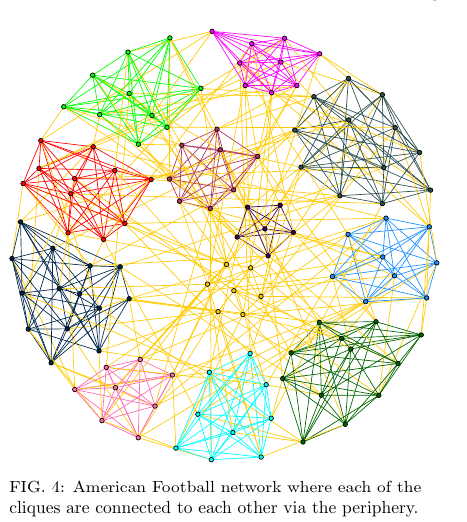 FIG. 4: American Football network where each of the
cliques are connected to each other via the periphery.